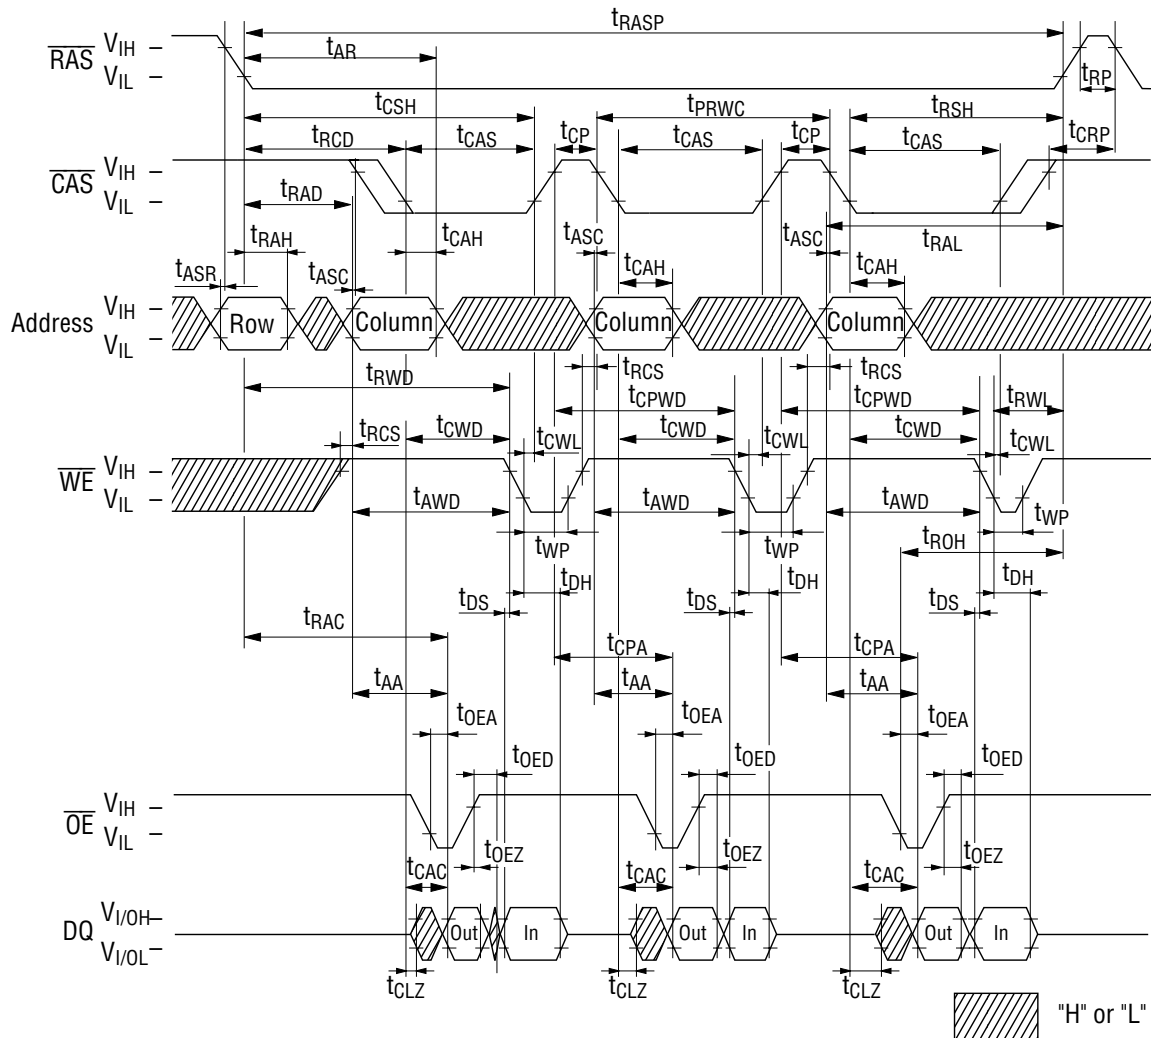 tRASP
RAS VIH
tAR
VIL
tRP
tCSH
tPRWC
tRSH
tRCD
tCAS
tCP
tCAS
tCP
tCAS
tCRP
CAS VIH
VIL
tRAD
tRAH
tCAH
tASC
tASC
tRAL
tASR
tASC
tCAH
tCAH
Address VIH
VIL
Row
Column
Column
Column
tRWD
tRCS
tRCS
tCPWD
tCPWD
tRWL
tRCS
tCWD
tCWL
tCWD
tCWL
tCWD
tCWL
WE VIH
VIL
tAWD
tAWD
tAWD
tWP
tWP
tWP
tROH
tDH
tDH
tDH
tDS
tDS
tDS
tRAC
tCPA
tCPA
tAA
tAA
tAA
tOEA
tOEA
tOEA
tOED
tOED
tOED
OE VIH
VIL
tCAC
tOEZ
tCAC
tOEZ
tCAC
tOEZ
DQ VI/OH
VI/OL
Out
In
Out
In
Out
In
tCLZ
tCLZ
tCLZ
"H" or "L"